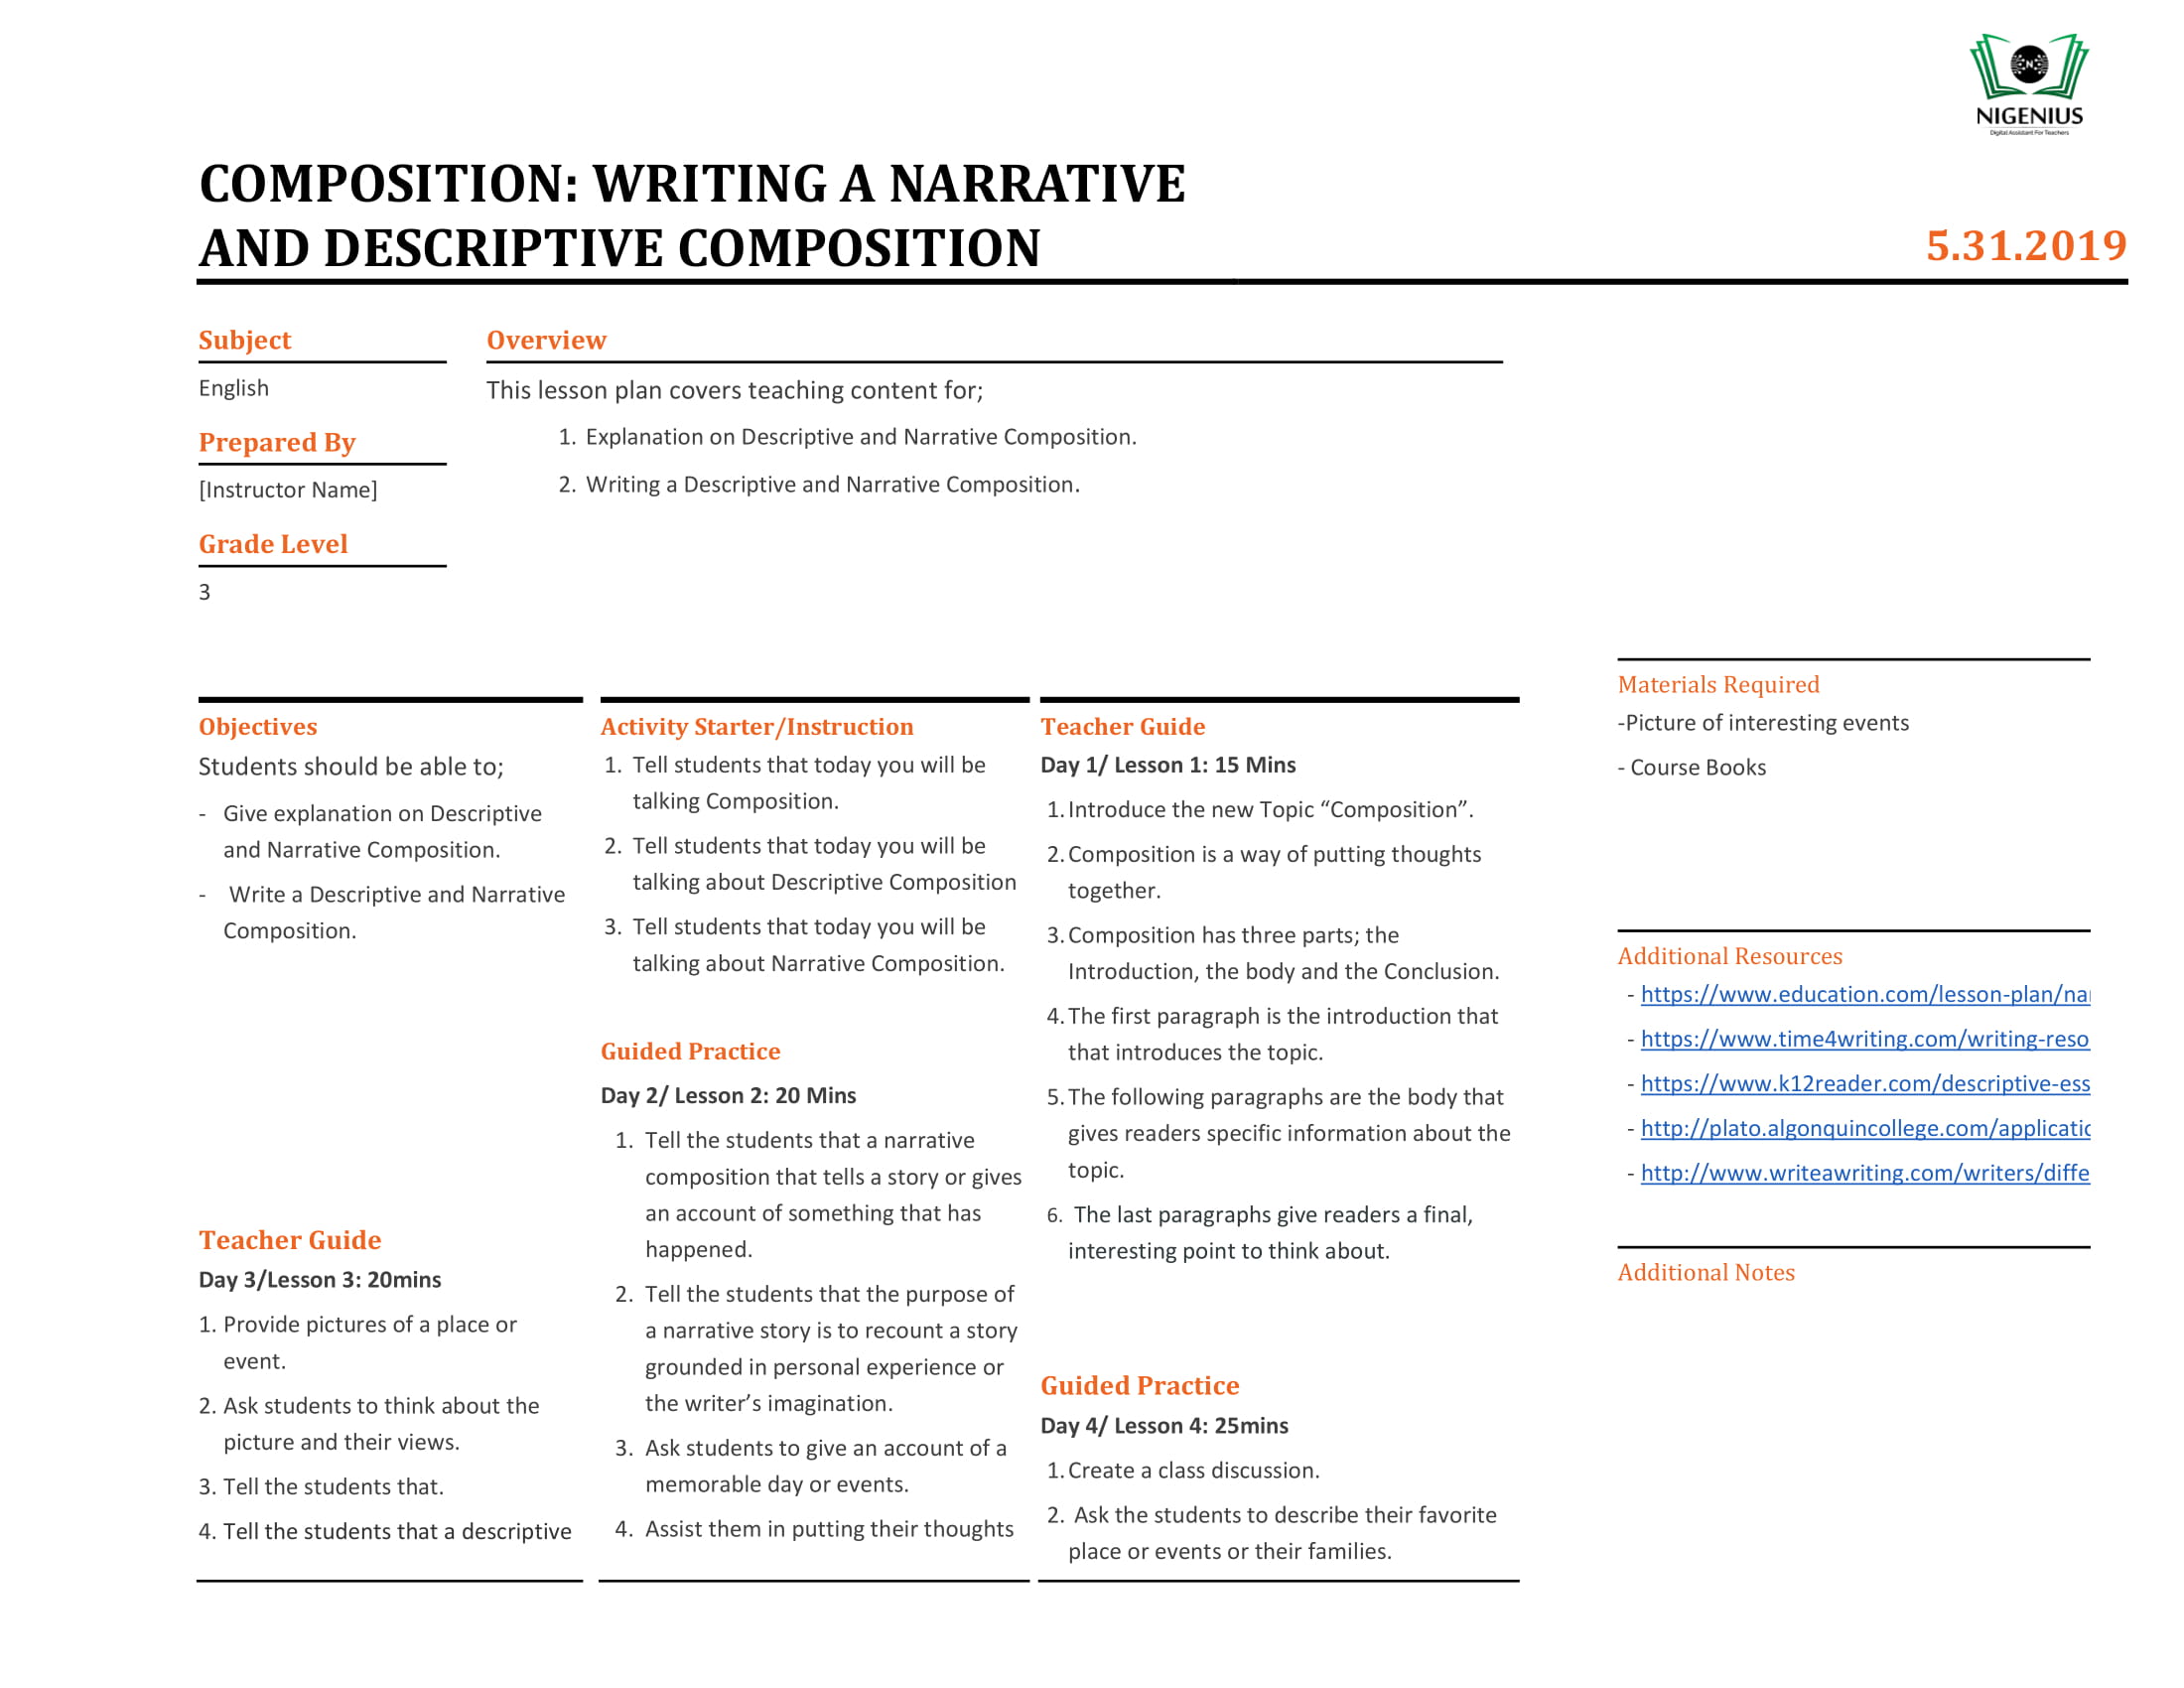 NIGENIUS
Digital Assistant For Teachers
COMPOSITION: WRITING A NARRATIVE
AND DESCRIPTIVE COMPOSITION
5.31.2019
Subject
English
Prepared By
[Instructor Name]
Grade Level
3
Overview
This lesson plan covers teaching content for;
1. Explanation on Descriptive and Narrative Composition.
2. Writing a Descriptive and Narrative Composition.
Objectives
Students should be able to;
- Give explanation on Descriptive
and Narrative Composition.
- Write a Descriptive and Narrative
Composition.
Teacher Guide
Day 3/Lesson 3: 20mins
1. Provide pictures of a place or
event.
2. Ask students to think about the
picture and their views.
3. Tell the students that.
4. Tell the students that a descriptive
Activity Starter/Instruction
1. Tell students that today you will be
talking Composition.
2. Tell students that today you will be
talking about Descriptive Composition
3. Tell students that today you will be
talking about Narrative Composition.
Guided Practice
Day 2/ Lesson 2: 20 Mins
1. Tell the students that a narrative
composition that tells a story or gives
an account of something that has
happened.
2. Tell the students that the purpose of
a narrative story is to recount a story
grounded in personal experience or
the writer’s imagination.
3. Ask students to give an account of a
memorable day or events.
4. Assist them in putting their thoughts
Teacher Guide
Day 1/ Lesson 1: 15 Mins
1. Introduce the new Topic “Composition”.
2. Composition is a way of putting thoughts
together.
3. Composition has three parts; the
Introduction, the body and the Conclusion.
4. The first paragraph is the introduction that
that introduces the topic.
5. The following paragraphs are the body that
gives readers specific information about the
topic.
6. The last paragraphs give readers a final,
interesting point to think about.
Guided Practice
Day 4/ Lesson 4: 25mins
1. Create a class discussion.
2. Ask the students to describe their favorite
place or events or their families.
Materials Required
-Picture of interesting events
- Course Books
Additional Resources
- https://www.education.com/lesson-plan/na
- https://www.time4writing.com/writing-reso
- https://www.k12reader.com/descriptive-ess
- http://plato.algonquincollege.com/applicatic
- http://www.writeawriting.com/writers/diffe
Additional Notes